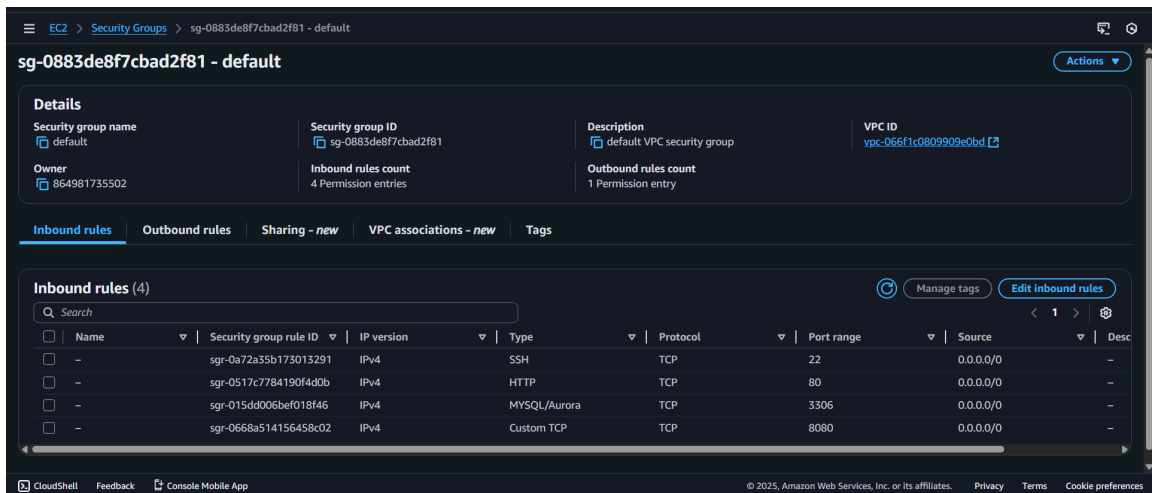 EC2 > Security Groups > sg-0883de8f7cbad2f81 - default
sg-0883de8f7cbad2f81 - default
Actions
Details
Security group name
default
Security group ID
sg-0883de8f7cbad2f81
Description
default VPC security group
VPC ID
vpc-066f1c0809909e0bd
Owner
864981735502
Inbound rules count
4 Permission entries
Outbound rules count
1 Permission entry
Inbound rules Outbound rules Sharing - new VPC associations - new Tags
Inbound rules (4)
Manage tags Edit inbound rules
Search
< 1 >
Name Security group rule ID IP version Type Protocol Port range Source Desc
– sgr-0a72a35b173013291 IPv4 SSH TCP 22 0.0.0.0/0 –
– sgr-0517c7784190f4d0b IPv4 HTTP TCP 80 0.0.0.0/0 –
– sgr-015dd006bef018f46 IPv4 MYSQL/Aurora TCP 3306 0.0.0.0/0 –
– sgr-0668a514156458c02 IPv4 Custom TCP TCP 8080 0.0.0.0/0 –
CloudShell Feedback Console Mobile App © 2025, Amazon Web Services, Inc. or its affiliates. Privacy Terms Cookie preferences